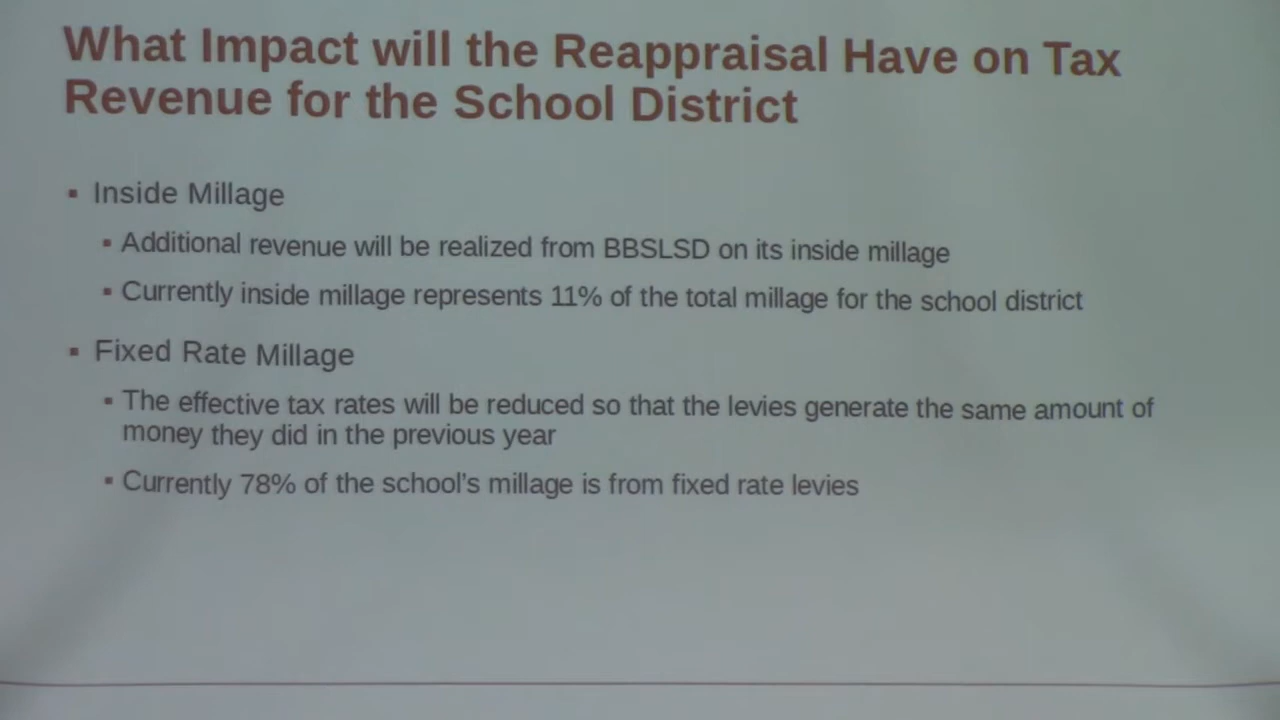 What Impact will the Reappraisal Have on Tax
Revenue for the School District
▪ Inside Millage
▪ Additional revenue will be realized from BBSLSD on its inside millage
▪ Currently inside millage represents 11% of the total millage for the school district
▪ Fixed Rate Millage
▪ The effective tax rates will be reduced so that the levies generate the same amount of
money they did in the previous year
▪ Currently 78% of the school’s millage is from fixed rate levies